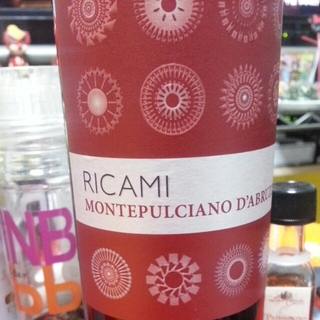 RICAMI
MONTEPULCIANO D'ABRU
NB
bb